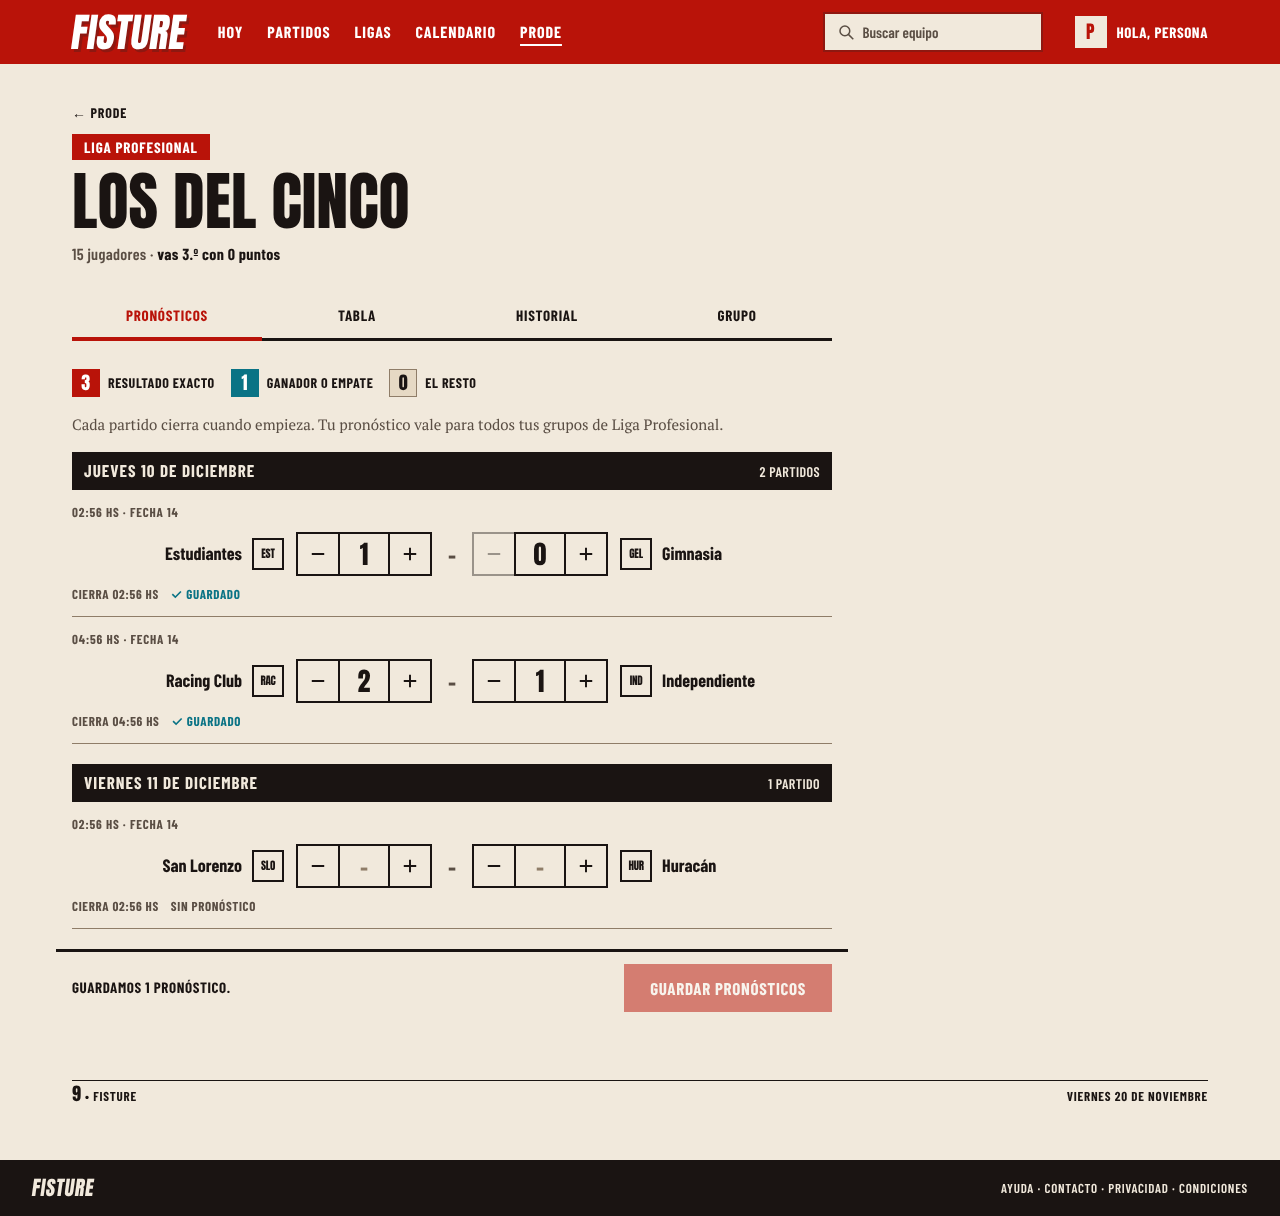 FISTURE HOY PARTIDOS LIGAS CALENDARIO PRODE Buscar equipo P HOLA, PERSONA
← PRODE
LIGA PROFESIONAL
LOS DEL CINCO
15 jugadores · vas 3.º con 0 puntos
PRONÓSTICOS TABLA HISTORIAL GRUPO
3 RESULTADO EXACTO 1 GANADOR O EMPATE 0 EL RESTO
Cada partido cierra cuando empieza. Tu pronóstico vale para todos tus grupos de Liga Profesional.
JUEVES 10 DE DICIEMBRE 2 PARTIDOS
02:56 HS · FECHA 14
Estudiantes EST − 1 + - − 0 + GEL Gimnasia
CIERRA 02:56 HS ✓ GUARDADO
04:56 HS · FECHA 14
Racing Club RAC − 2 + - − 1 + IND Independiente
CIERRA 04:56 HS ✓ GUARDADO
VIERNES 11 DE DICIEMBRE 1 PARTIDO
02:56 HS · FECHA 14
San Lorenzo SLO − - + - − - + HUR Huracán
CIERRA 02:56 HS SIN PRONÓSTICO
GUARDAMOS 1 PRONÓSTICO. GUARDAR PRONÓSTICOS
9 · FISTURE VIERNES 20 DE NOVIEMBRE
FISTURE AYUDA · CONTACTO · PRIVACIDAD · CONDICIONES